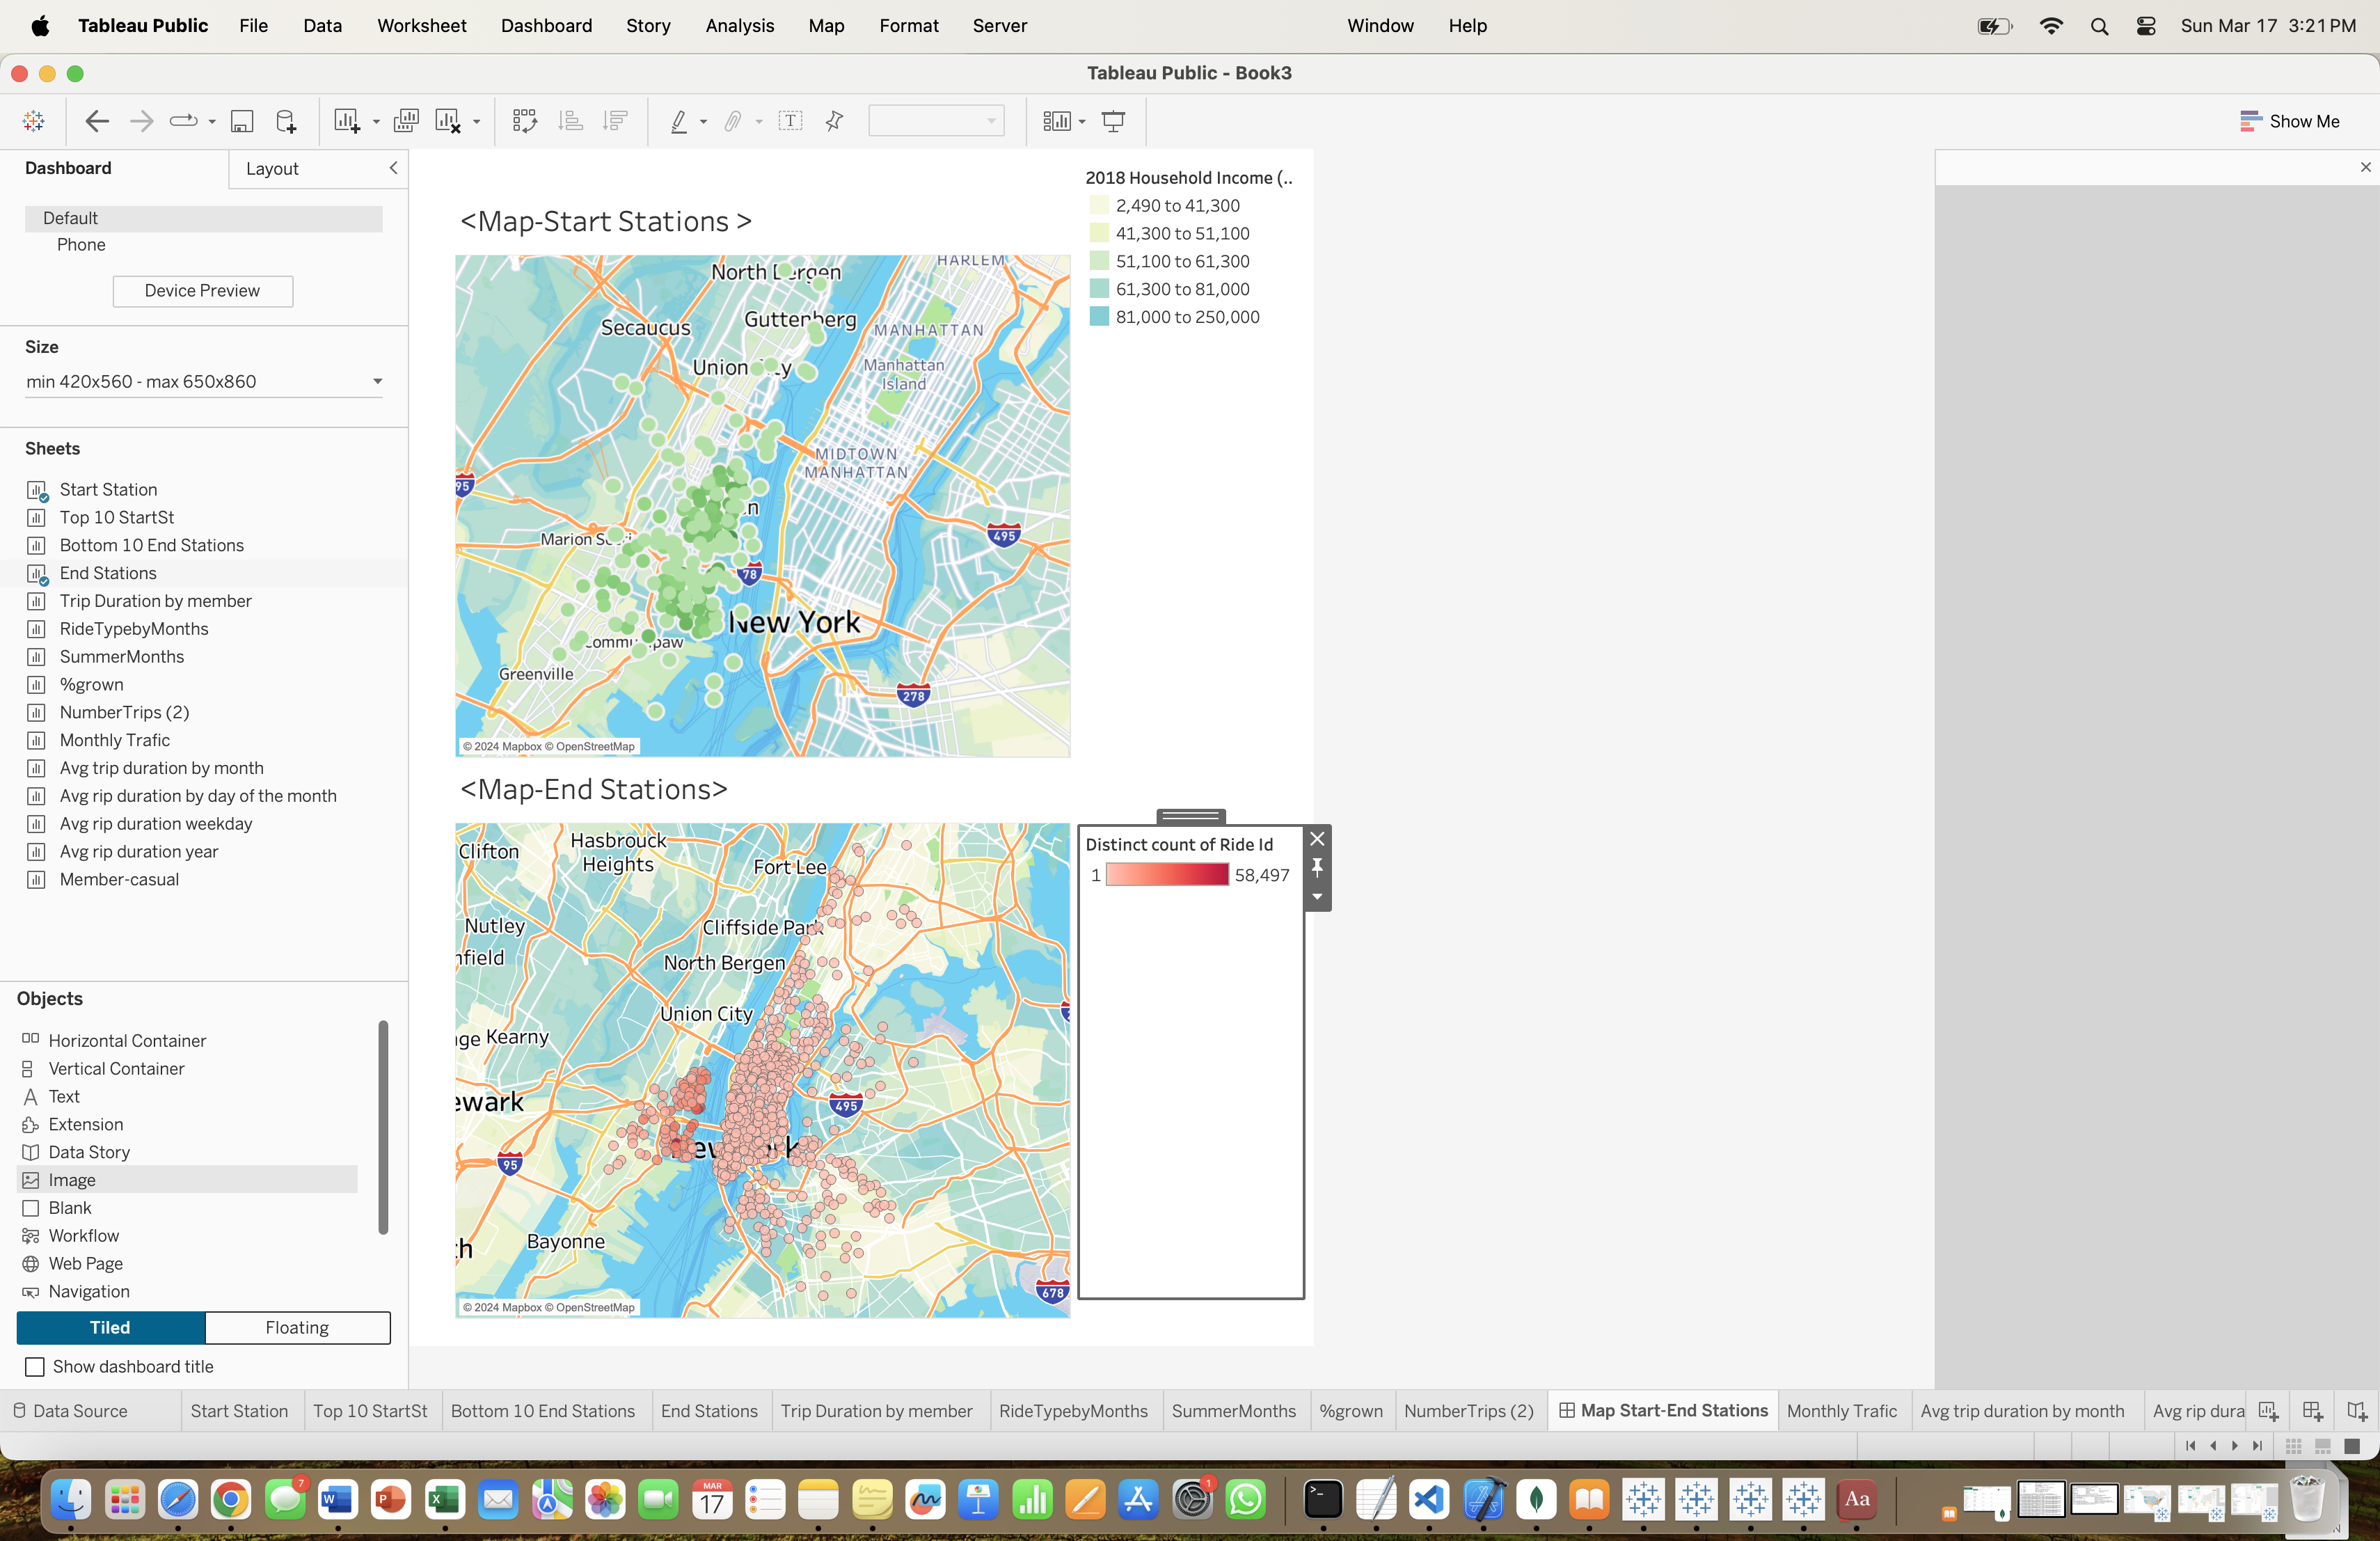 Tableau Public File Data Worksheet Dashboard Story Analysis Map Format Server Window Help Sun Mar 17 3:21 PM
Tableau Public - Book3
Show Me
Dashboard
Layout
Default
Phone
Device Preview
Size
min 420x560 - max 650x860
Sheets
Start Station
Top 10 StartSt
Bottom 10 End Stations
End Stations
Trip Duration by member
RideTypebyMonths
SummerMonths
%grown
NumberTrips (2)
Monthly Trafic
Avg trip duration by month
Avg rip duration by day of the month
Avg rip duration weekday
Avg rip duration year
Member-casual
Objects
Horizontal Container
Vertical Container
Text
Extension
Data Story
Image
Blank
Workflow
Web Page
Navigation
Tiled
Floating
Show dashboard title
<Map-Start Stations >
HARLEM
Secaucus
Guttenberg
MANHATTAN
Manhattan
Island
MIDTOWN
MANHATTAN
95
495
78
New York
Greenville
278
© 2024 Mapbox © OpenStreetMap
2018 Household Income (..
2,490 to 41,300
41,300 to 51,100
51,100 to 61,300
61,300 to 81,000
81,000 to 250,000
<Map-End Stations>
Hasbrouck
Heights
Clifton
Fort Lee
Nutley
Cliffside Park
nfield
North Bergen
Union City
ge Kearny
ewark
495
95
Bayonne
678
© 2024 Mapbox © OpenStreetMap
Distinct count of Ride Id
1
58,497
Data Source
Start Station
Top 10 StartSt
Bottom 10 End Stations
End Stations
Trip Duration by member
RideTypebyMonths
SummerMonths
%grown
NumberTrips (2)
Map Start-End Stations
Monthly Trafic
Avg trip duration by month
Avg rip dura
7
MAR
17
1
Aa